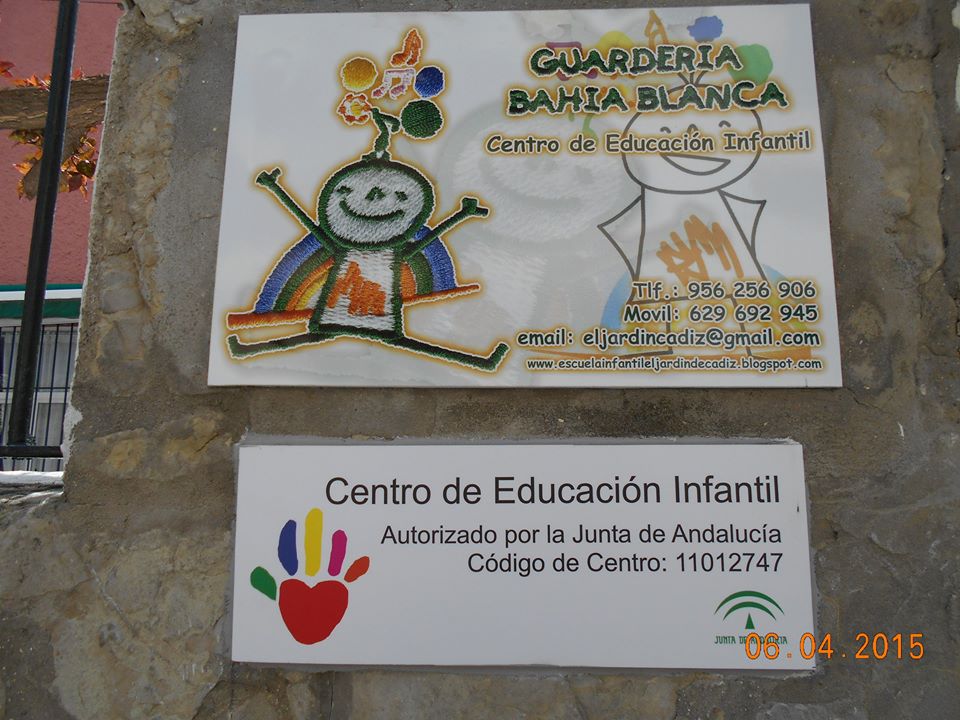 GUARDERIA
BAHIA BLANCA
Centro de Educación Infantil
Tlf.: 956 256 906
Movil: 629 692 945
email: eljardincadiz@gmail.com
www.escuelainfantileljardindecadiz.blogspot.com
Centro de Educación Infantil
Autorizado por la Junta de Andalucía
Código de Centro: 11012747
JUNTA DE ANDALUCIA
06.04.2015